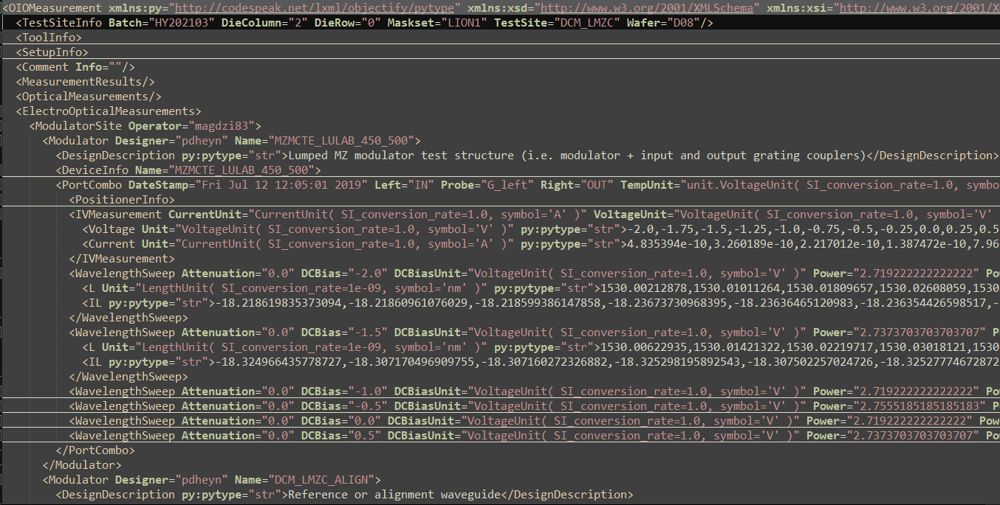 <OIOMeasurement xmlns:py="http://codespeak.net/lxml/objectify/pytype" xmlns:xsd="http://www.w3.org/2001/XMLSchema" xmlns:xsi="http://www.w3.org/2001/X
<TestSiteInfo Batch="HY202103" DieColumn="2" DieRow="0" Maskset="LION1" TestSite="DCM_LMZC" Wafer="D08"/>
<ToolInfo>
<SetupInfo>
<Comment Info=""/>
<MeasurementResults/>
<OpticalMeasurements/>
<ElectroOpticalMeasurements>
<ModulatorSite Operator="magdzi83">
<Modulator Designer="pdheyn" Name="MZMCTE_LULAB_450_500">
<DesignDescription py:pytype="str">Lumped MZ modulator test structure (i.e. modulator + input and output grating couplers)</DesignDescription>
<DeviceInfo Name="MZMCTE_LULAB_450_500">
<PortCombo DateStamp="Fri Jul 12 12:05:01 2019" Left="IN" Probe="G_left" Right="OUT" TempUnit="unit.VoltageUnit( SI_conversion_rate=1.0, symbo
<PositionerInfo>
<IVMeasurement CurrentUnit="CurrentUnit( SI_conversion_rate=1.0, symbol='A' )" VoltageUnit="VoltageUnit( SI_conversion_rate=1.0, symbol='V'
<Voltage Unit="VoltageUnit( SI_conversion_rate=1.0, symbol='V' )" py:pytype="str">-2.0,-1.75,-1.5,-1.25,-1.0,-0.75,-0.5,-0.25,0.0,0.25,0.5
<Current Unit="CurrentUnit( SI_conversion_rate=1.0, symbol='A' )" py:pytype="str">4.835394e-10,3.260189e-10,2.217012e-10,1.387472e-10,7.96
</IVMeasurement>
<WavelengthSweep Attenuation="0.0" DCBias="-2.0" DCBiasUnit="VoltageUnit( SI_conversion_rate=1.0, symbol='V' )" Power="2.719222222222222" Po
<L Unit="LengthUnit( SI_conversion_rate=1e-09, symbol='nm' )" py:pytype="str">1530.00212878,1530.01011264,1530.01809657,1530.02608059,1530
<IL py:pytype="str">-18.218619835373094,-18.21860961076029,-18.218599386147858,-18.23673730968395,-18.23636465120983,-18.236354426598517,-
</WavelengthSweep>
<WavelengthSweep Attenuation="0.0" DCBias="-1.5" DCBiasUnit="VoltageUnit( SI_conversion_rate=1.0, symbol='V' )" Power="2.7373703703703707" P
<L Unit="LengthUnit( SI_conversion_rate=1e-09, symbol='nm' )" py:pytype="str">1530.00622935,1530.01421322,1530.02219717,1530.03018121,1530
<IL py:pytype="str">-18.324966435778727,-18.307170496909755,-18.307160272326882,-18.325298195892543,-18.307502257024726,-18.32527774672872
</WavelengthSweep>
<WavelengthSweep Attenuation="0.0" DCBias="-1.0" DCBiasUnit="VoltageUnit( SI_conversion_rate=1.0, symbol='V' )" Power="2.719222222222222" Po
<WavelengthSweep Attenuation="0.0" DCBias="-0.5" DCBiasUnit="VoltageUnit( SI_conversion_rate=1.0, symbol='V' )" Power="2.7555185185185183" P
<WavelengthSweep Attenuation="0.0" DCBias="0.0" DCBiasUnit="VoltageUnit( SI_conversion_rate=1.0, symbol='V' )" Power="2.719222222222222" Pow
<WavelengthSweep Attenuation="0.0" DCBias="0.5" DCBiasUnit="VoltageUnit( SI_conversion_rate=1.0, symbol='V' )" Power="2.7373703703703707" Po
</PortCombo>
</Modulator>
<Modulator Designer="pdheyn" Name="DCM_LMZC_ALIGN">
<DesignDescription py:pytype="str">Reference or alignment waveguide</DesignDescription>